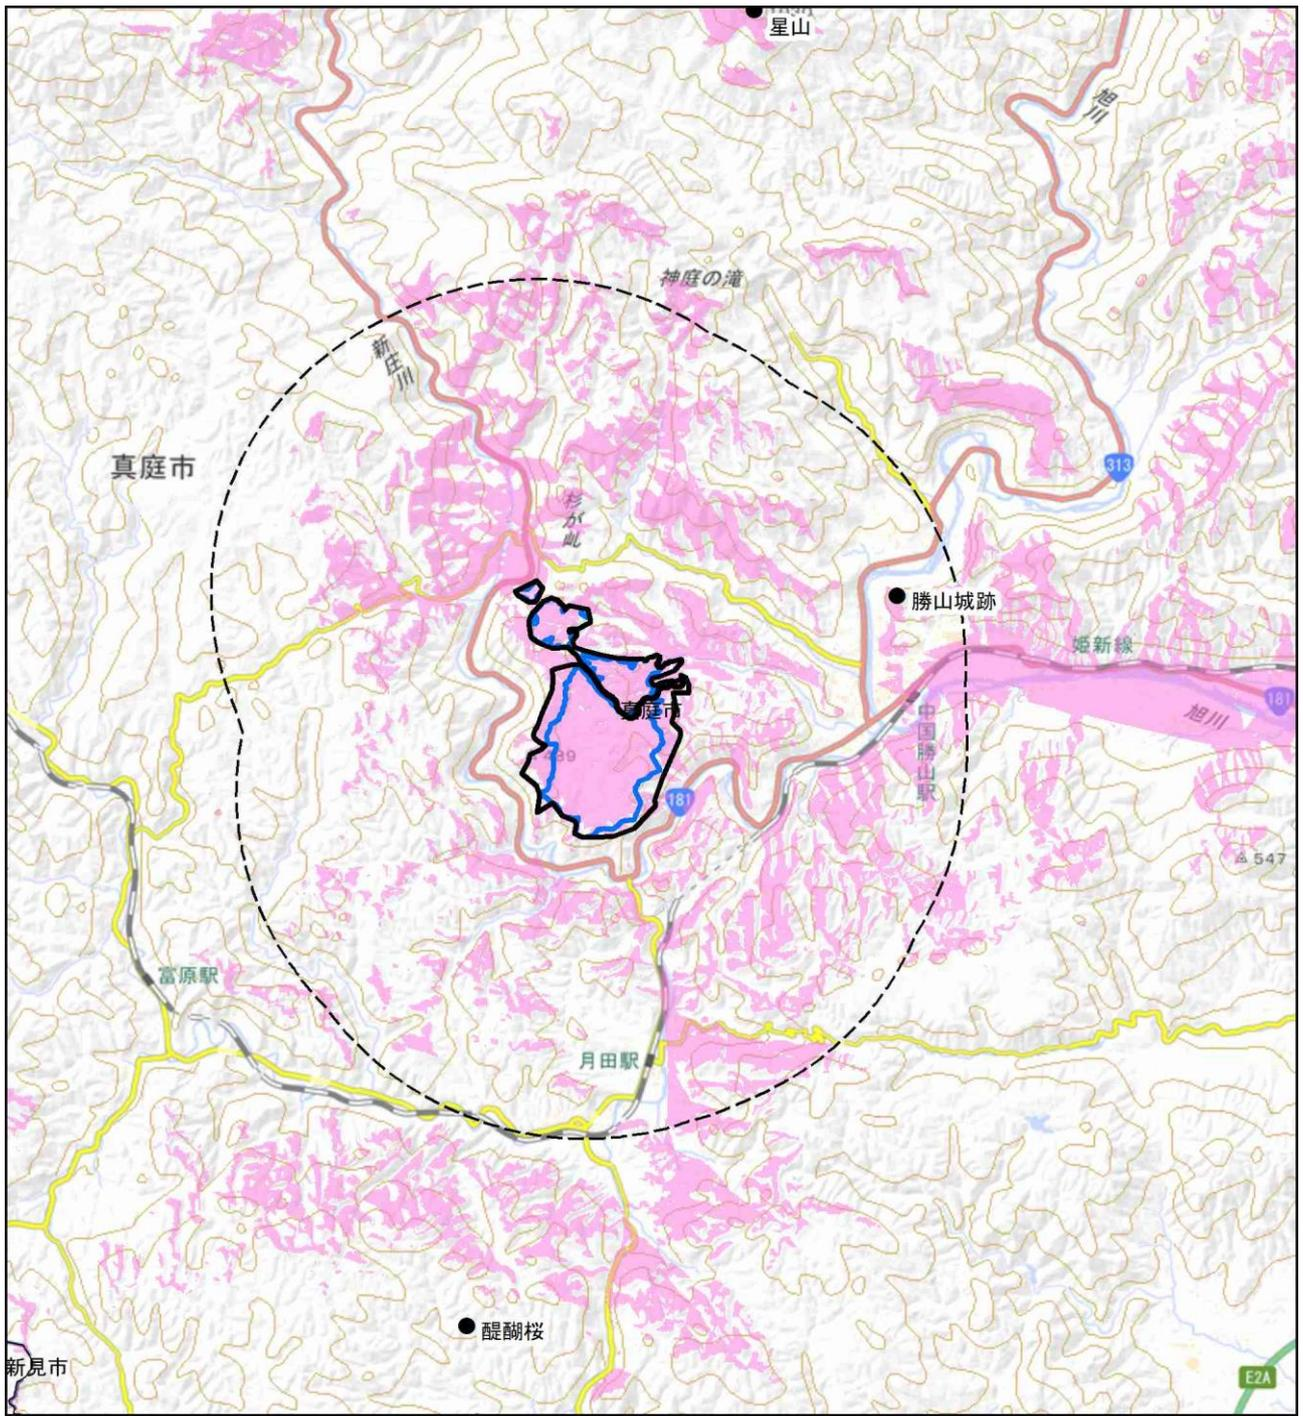 星山
旭川
神庭の滝
新庄川
真庭市
313
杉が乢
勝山城跡
姫新線
181
真庭市
旭川
中国勝山駅
489
181
547
富原駅
月田駅
醍醐桜
新見市
E2A